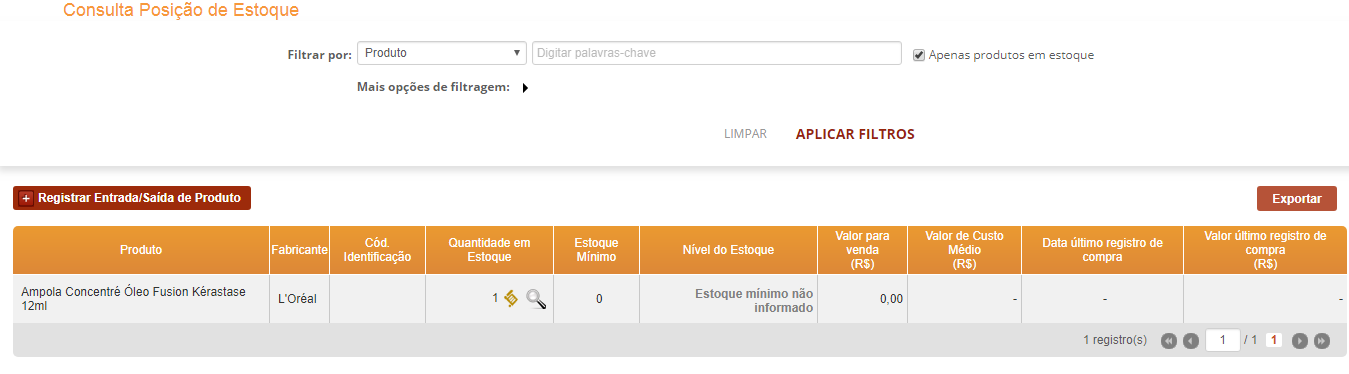 Consulta Posição de Estoque
Filtrar por: Produto Digitar palavras-chave Apenas produtos em estoque
Mais opções de filtragem:
LIMPAR APLICAR FILTROS
+ Registrar Entrada/Saída de Produto Exportar
Produto
Fabricante
Cód.
Identificação
Quantidade em
Estoque
Estoque
Mínimo
Nível do Estoque
Valor para
venda
(R$)
Valor de Custo
Médio
(R$)
Data último registro de
compra
Valor último registro de
compra
(R$)
Ampola Concentré Óleo Fusion Kérastase
12ml
L'Oréal
1
0
Estoque mínimo não
informado
0,00
-
-
-
1 registro(s) 1 / 1 1